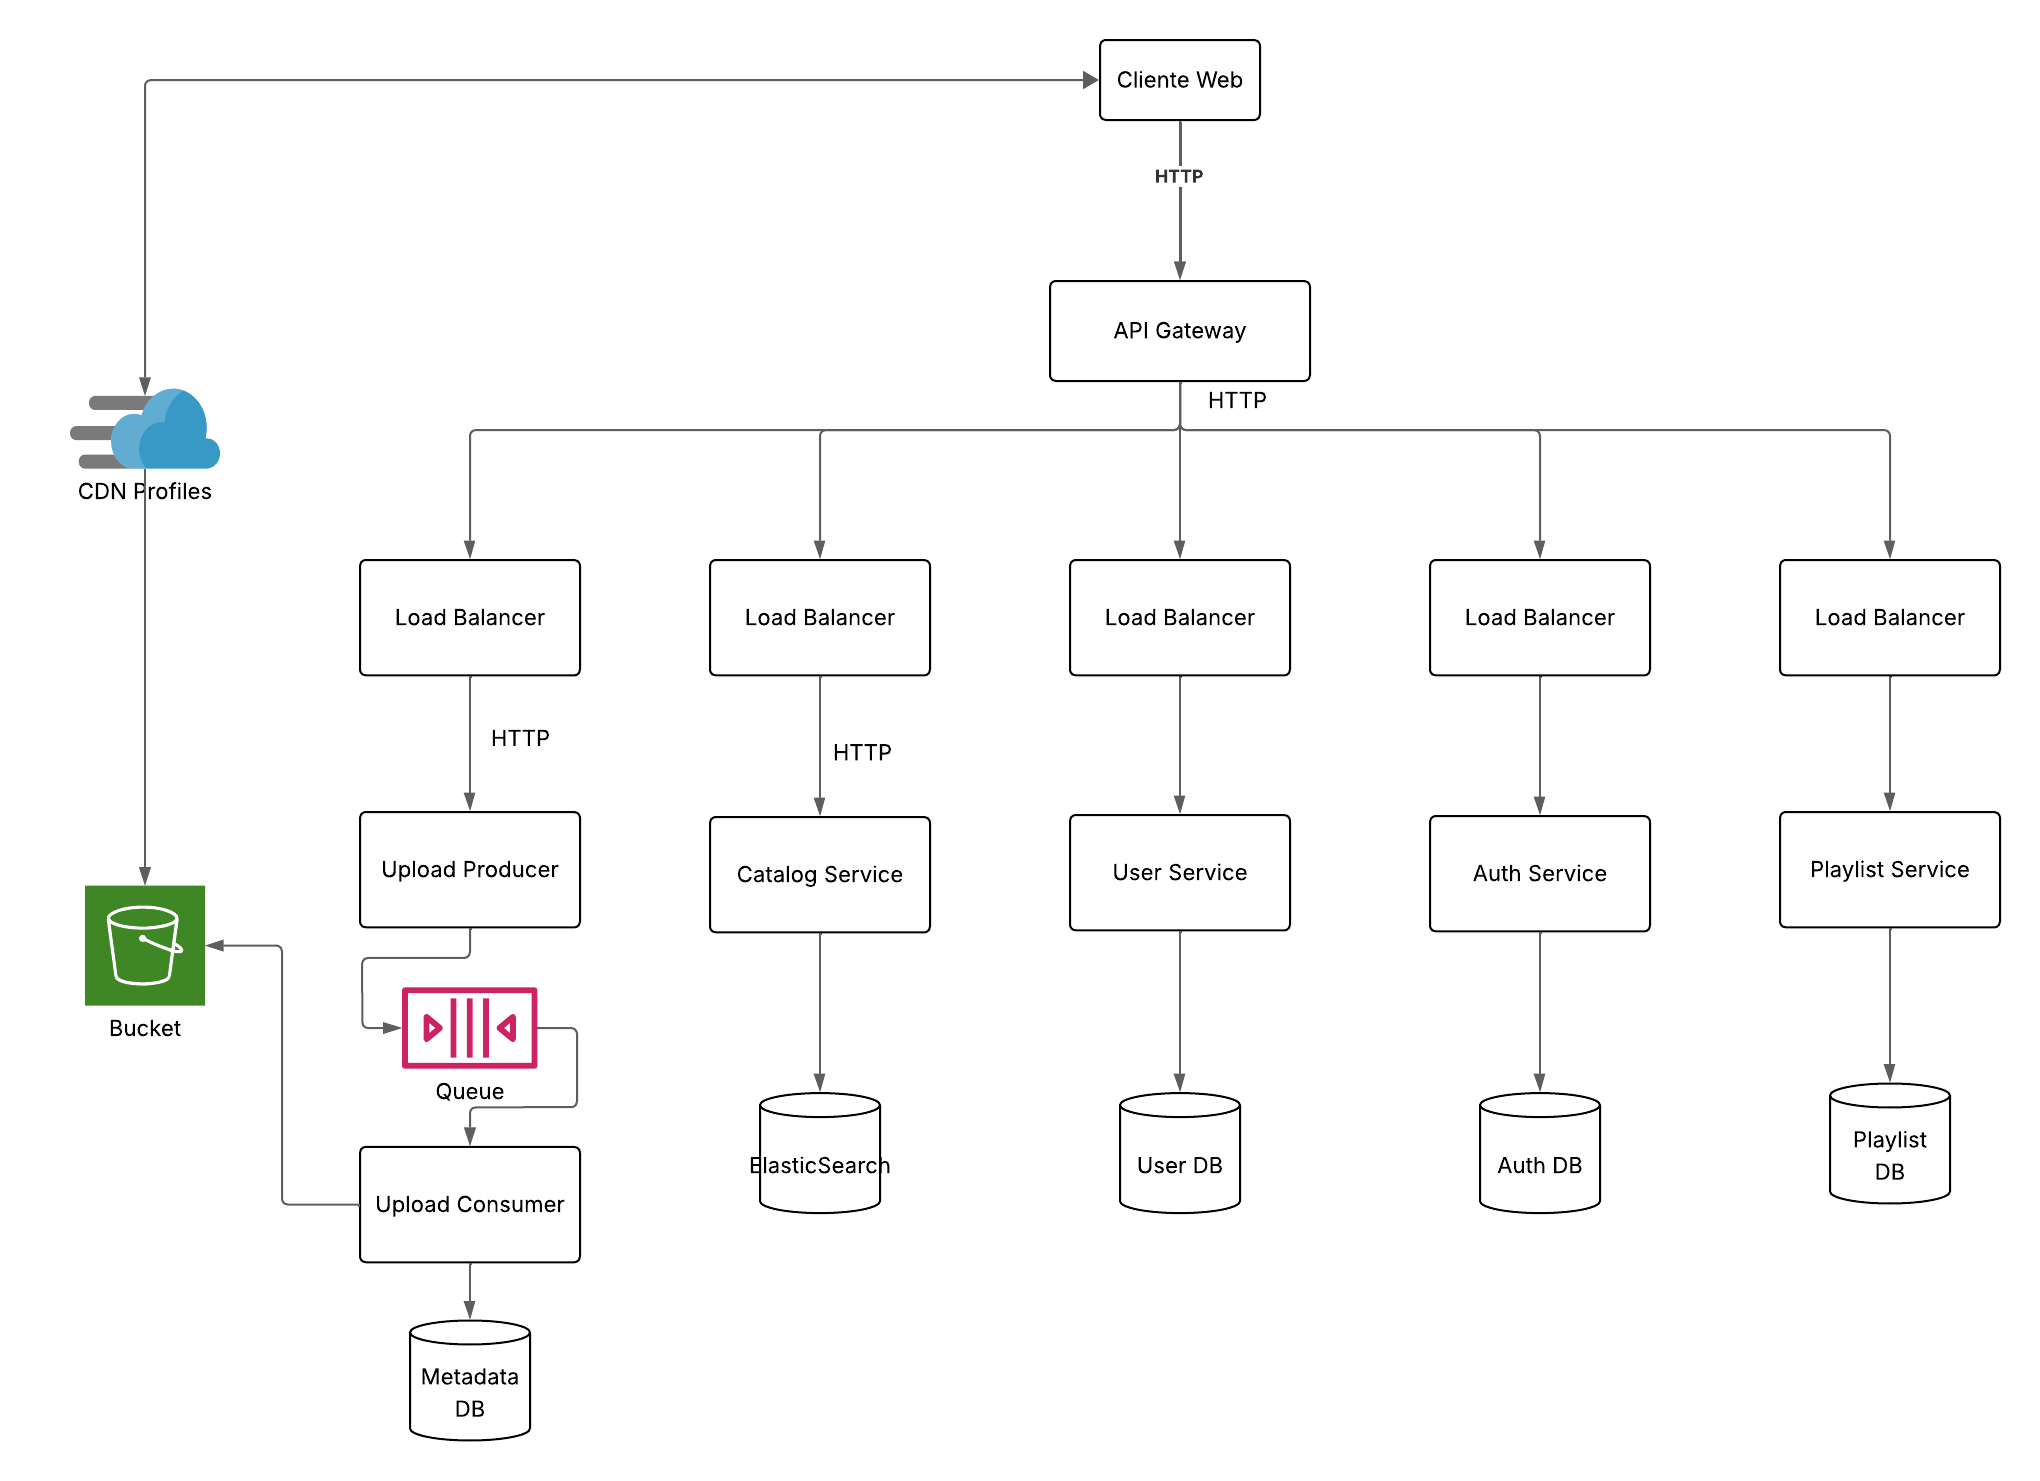 Cliente Web
HTTP
API Gateway
HTTP
CDN Profiles
Load Balancer
Load Balancer
Load Balancer
Load Balancer
Load Balancer
HTTP
HTTP
Upload Producer
Catalog Service
User Service
Auth Service
Playlist Service
Bucket
Queue
Upload Consumer
ElasticSearch
User DB
Auth DB
Playlist
DB
Metadata
DB